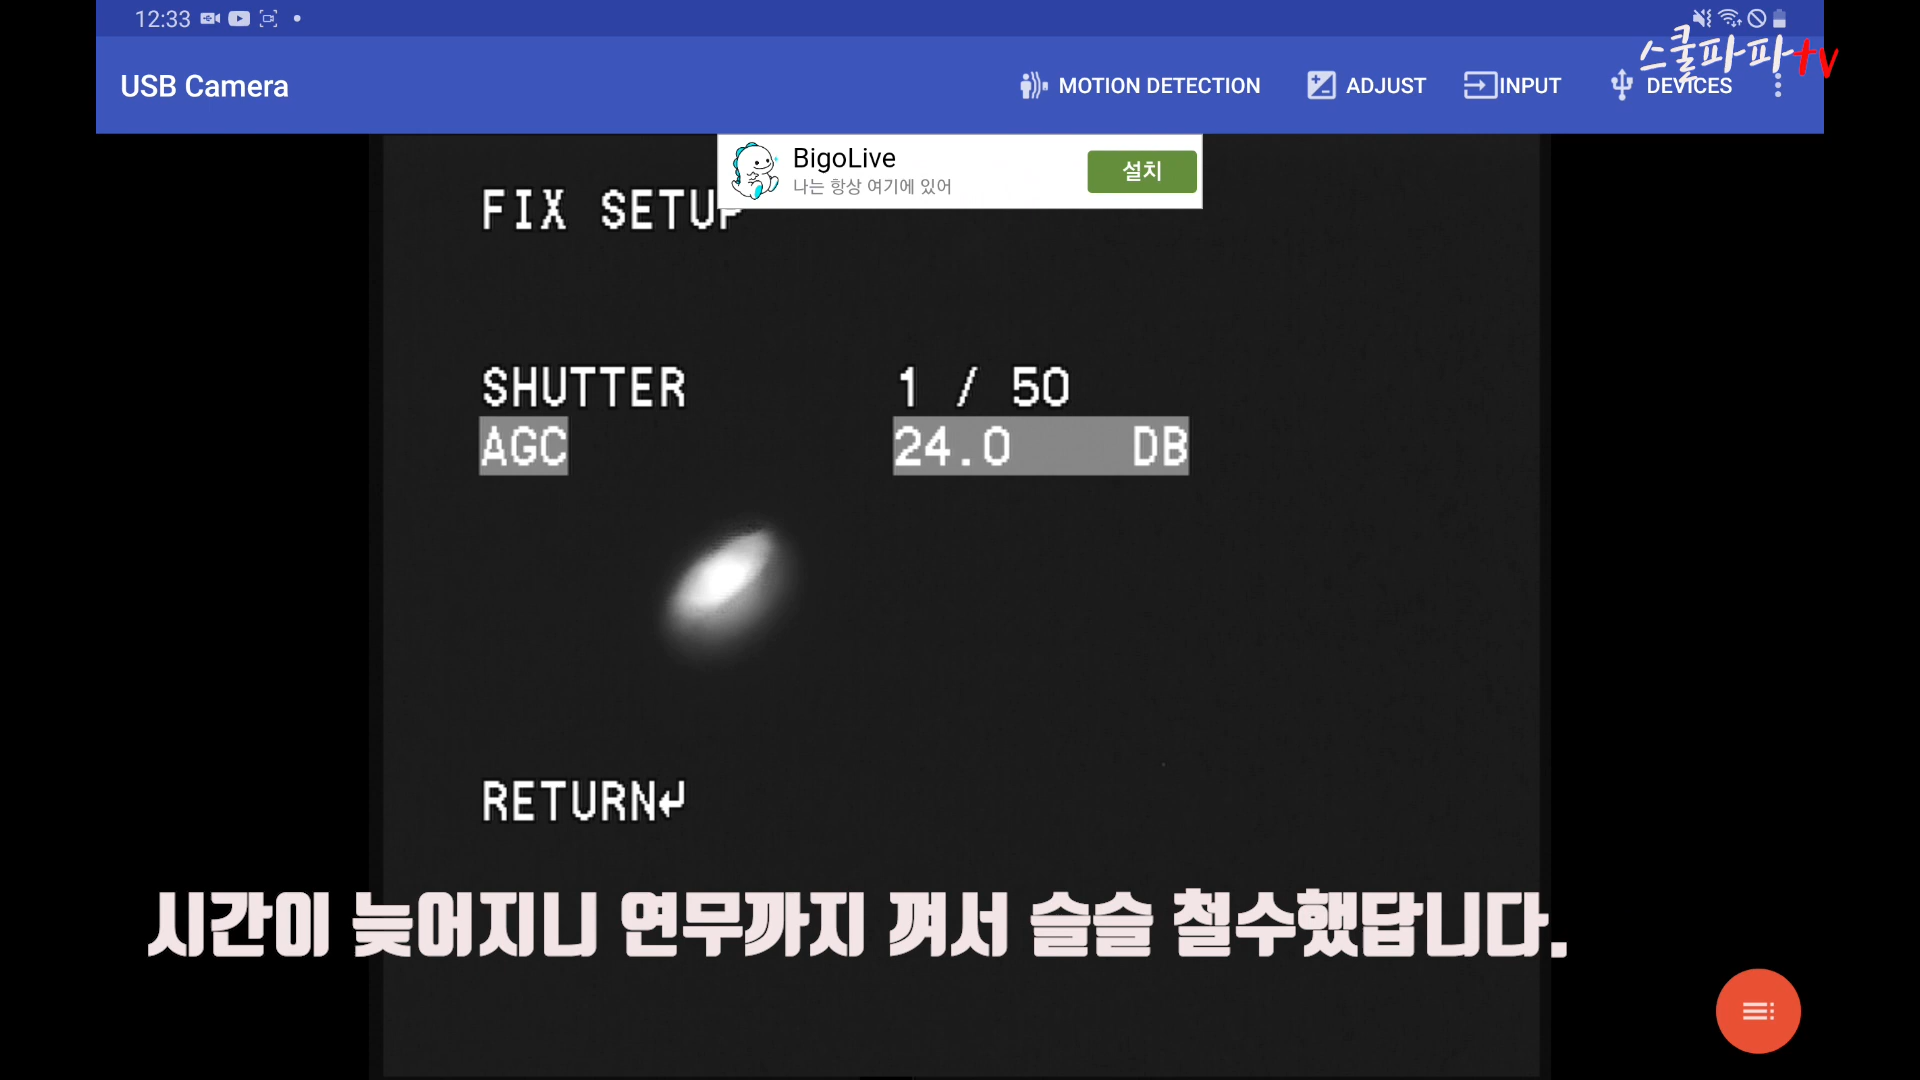 12:33
스쿨파파tv
USB Camera
MOTION DETECTION
ADJUST
INPUT
DEVICES
BigoLive
나는 항상 여기에 있어
설치
FIX SETUP
SHUTTER 1 / 50
AGC 24.0 DB
RETURN↵
시간이 늦어지니 연무까지 껴서 슬슬 철수했답니다.